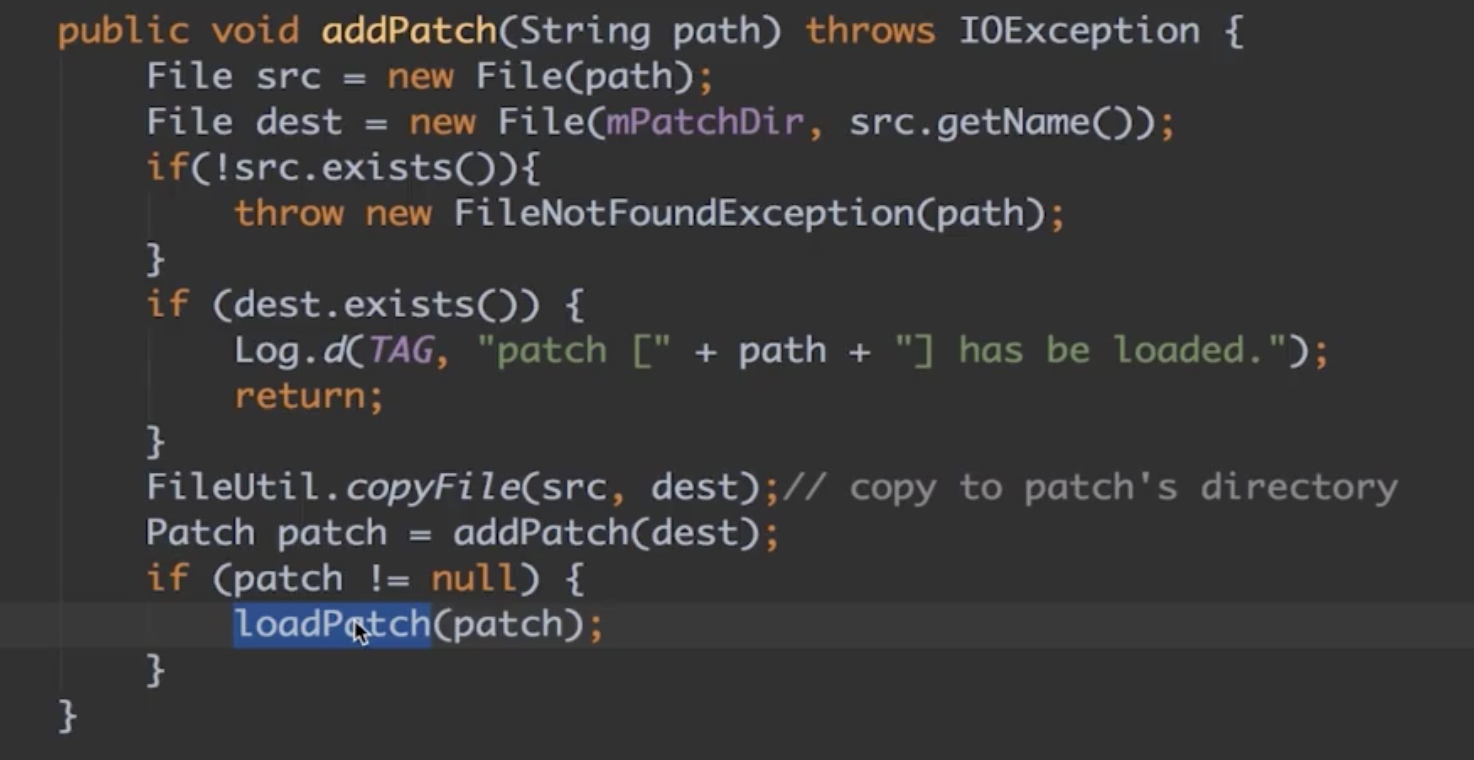 public void addPatch(String path) throws IOException {
    File src = new File(path);
    File dest = new File(mPatchDir, src.getName());
    if(!src.exists()){
        throw new FileNotFoundException(path);
    }
    if (dest.exists()) {
        Log.d(TAG, "patch [" + path + "] has be loaded.");
        return;
    }
    FileUtil.copyFile(src, dest);// copy to patch's directory
    Patch patch = addPatch(dest);
    if (patch != null) {
        loadPatch(patch);
    }
}